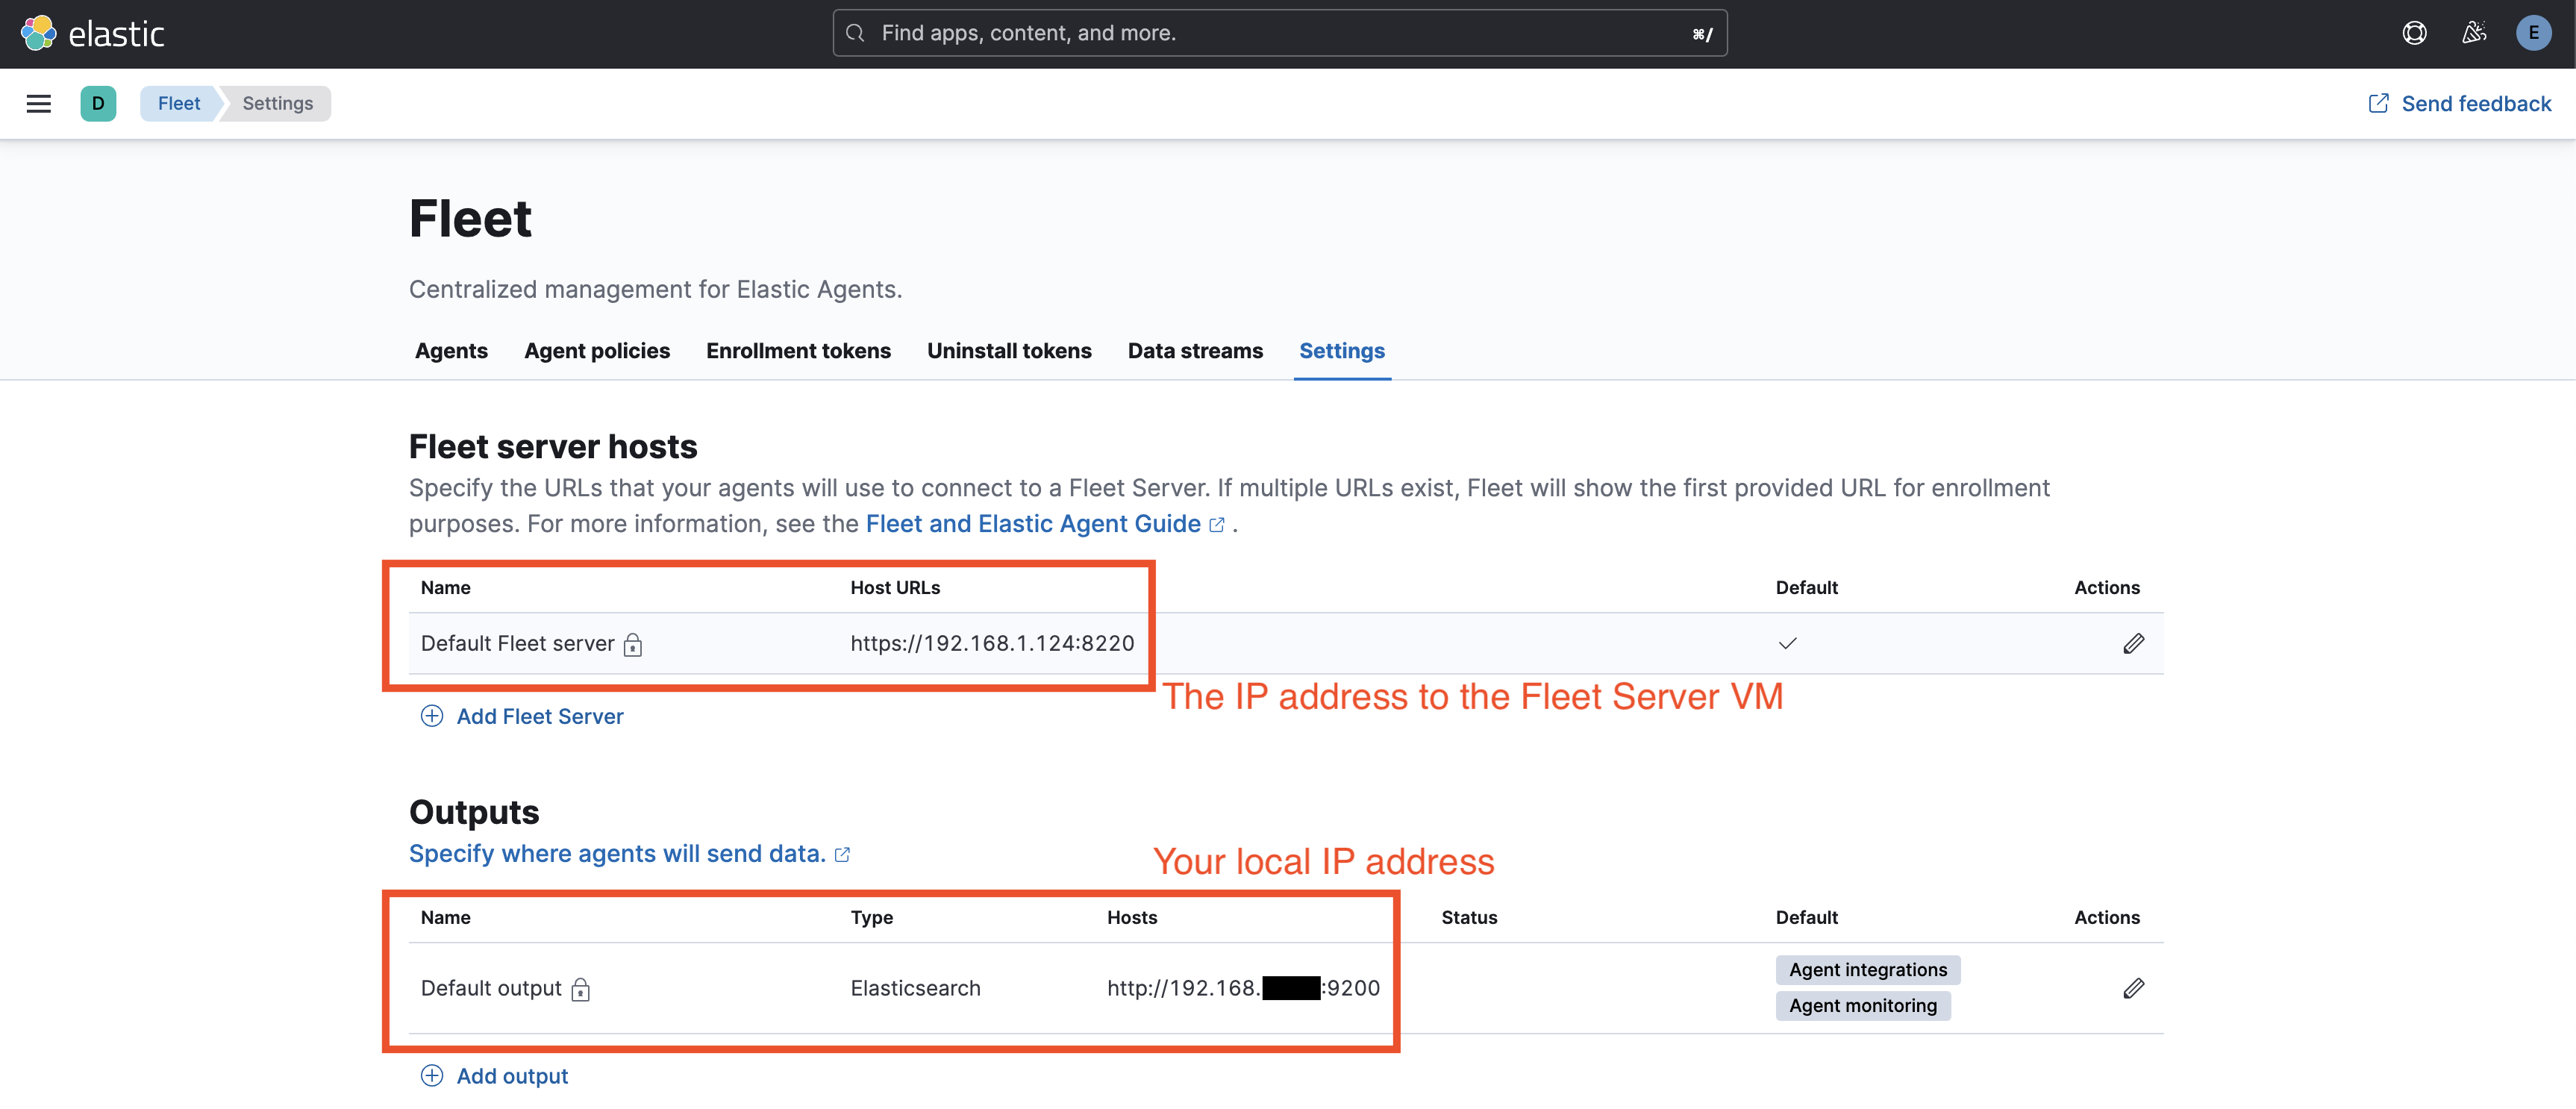 elastic
Find apps, content, and more.
⌘/
E
D
Fleet
Settings
Send feedback
Fleet
Centralized management for Elastic Agents.
Agents Agent policies Enrollment tokens Uninstall tokens Data streams Settings
Fleet server hosts
Specify the URLs that your agents will use to connect to a Fleet Server. If multiple URLs exist, Fleet will show the first provided URL for enrollment
purposes. For more information, see the Fleet and Elastic Agent Guide .
Name Host URLs Default Actions
Default Fleet server https://192.168.1.124:8220
The IP address to the Fleet Server VM
Add Fleet Server
Outputs
Specify where agents will send data.
Your local IP address
Name Type Hosts Status Default Actions
Default output Elasticsearch http://192.168. :9200 Agent integrations
Agent monitoring
Add output